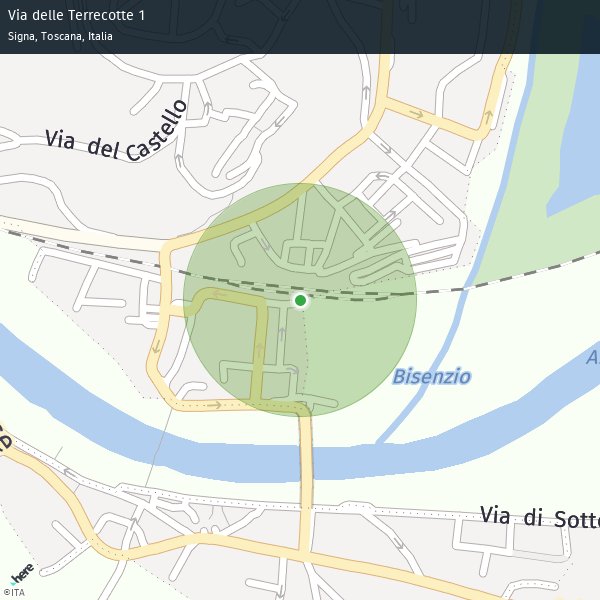 Via delle Terrecotte 1
Signa, Toscana, Italia
Via del Castello
Bisenzio
A
Via di Sotto
here
©ITA